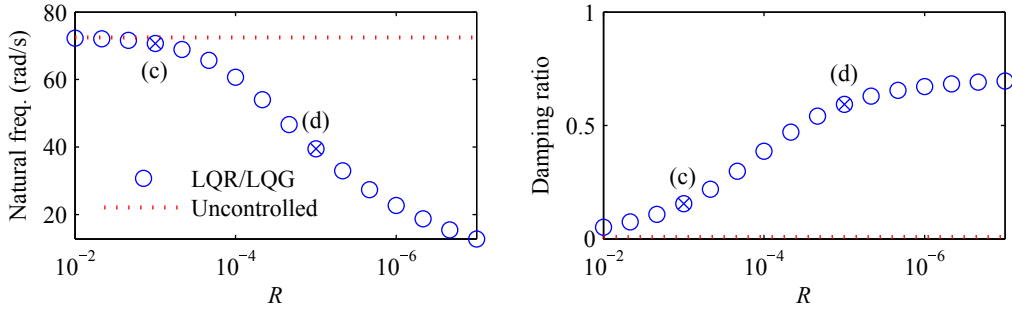 80
60
40
20
Natural freq. (rad/s)
(c)
(d)
LQR/LQG
Uncontrolled
10⁻²
10⁻⁴
10⁻⁶
R
1
0.5
0
Damping ratio
(c)
(d)
10⁻²
10⁻⁴
10⁻⁶
R